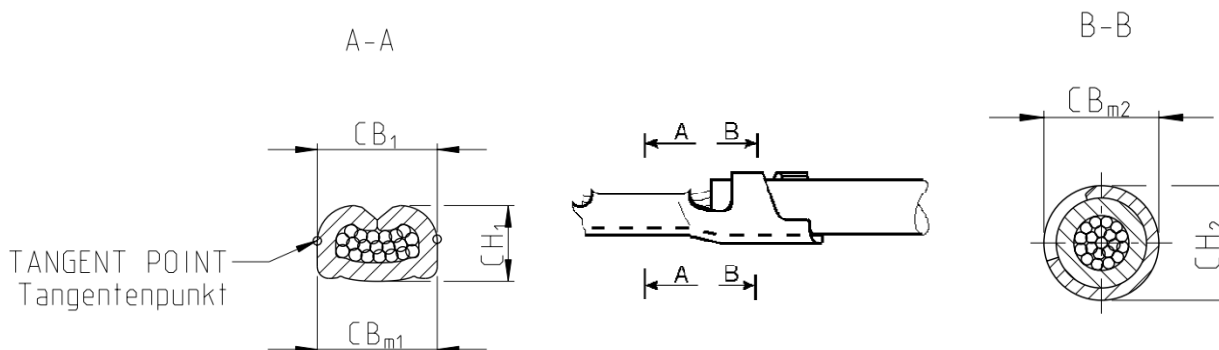 A-A
CB1
CH1
TANGENT POINT
Tangentenpunkt
CBm1
A B
A B
B-B
CBm2
CH2